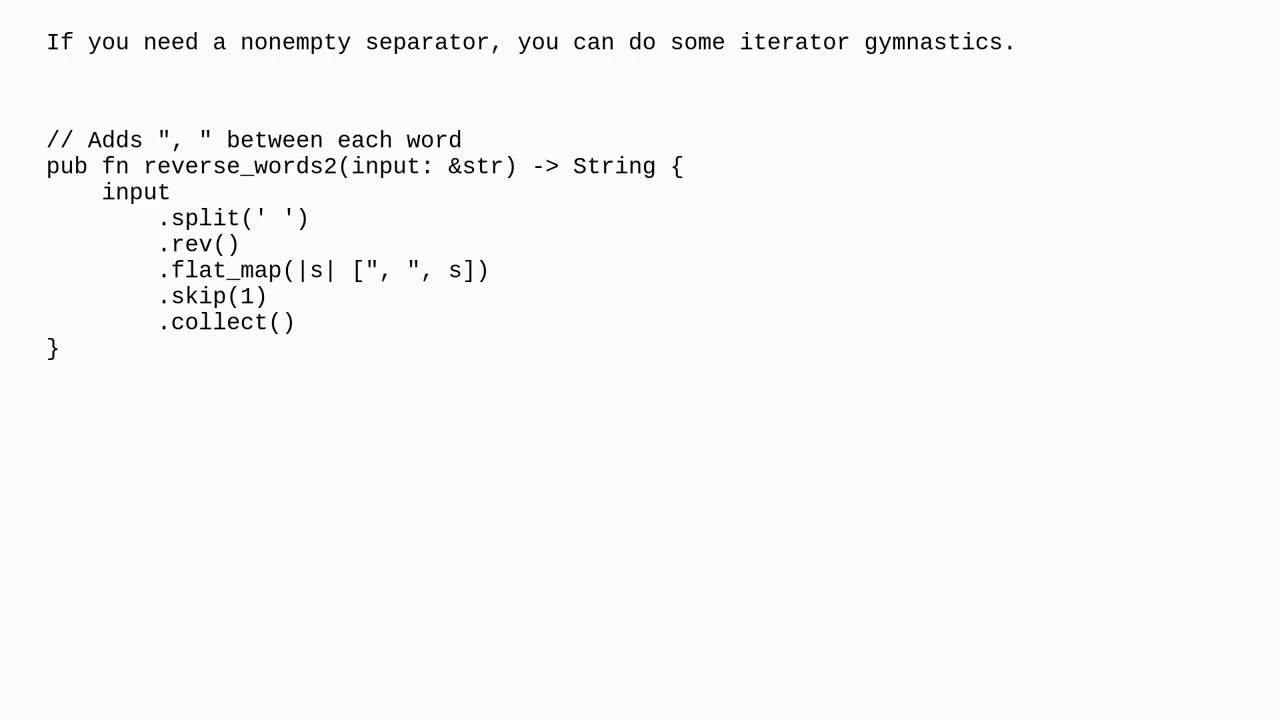 If you need a nonempty separator, you can do some iterator gymnastics.
// Adds ", " between each word
pub fn reverse_words2(input: &str) -> String {
    input
        .split(' ')
        .rev()
        .flat_map(|s| [", ", s])
        .skip(1)
        .collect()
}